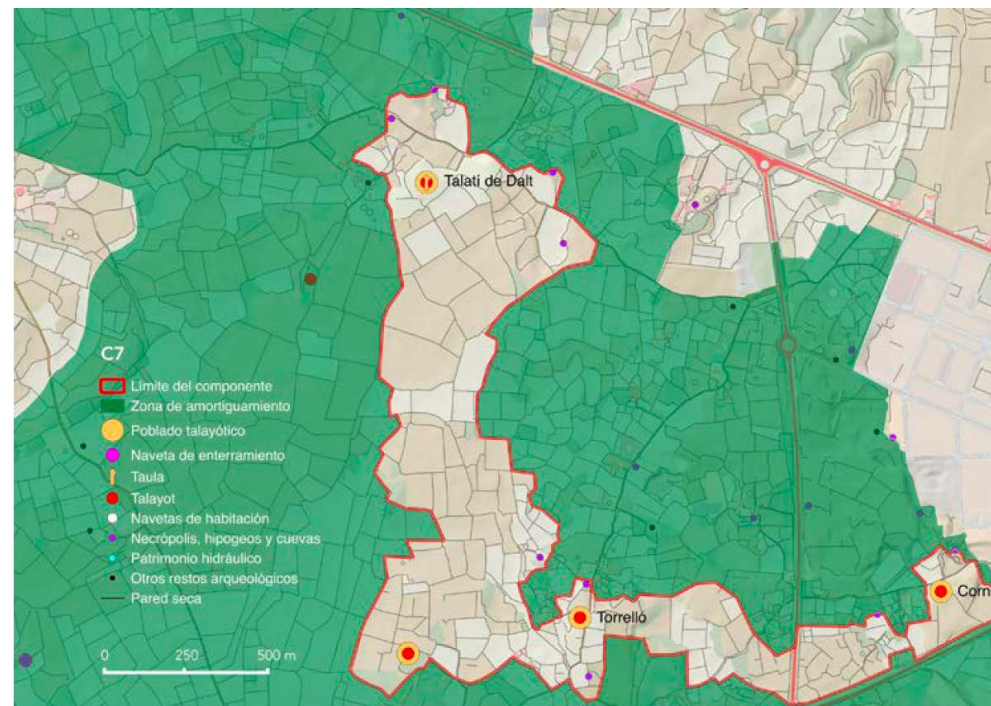 Talatí de Dalt
C7
Límite del componente
Zona de amortiguamiento
Poblado talayótico
Naveta de enterramiento
Taula
Talayot
Navetas de habitación
Necrópolis, hipogeos y cuevas
Patrimonio hidráulico
Otros restos arqueológicos
Pared seca
0 250 500 m
Torrelló
Corn